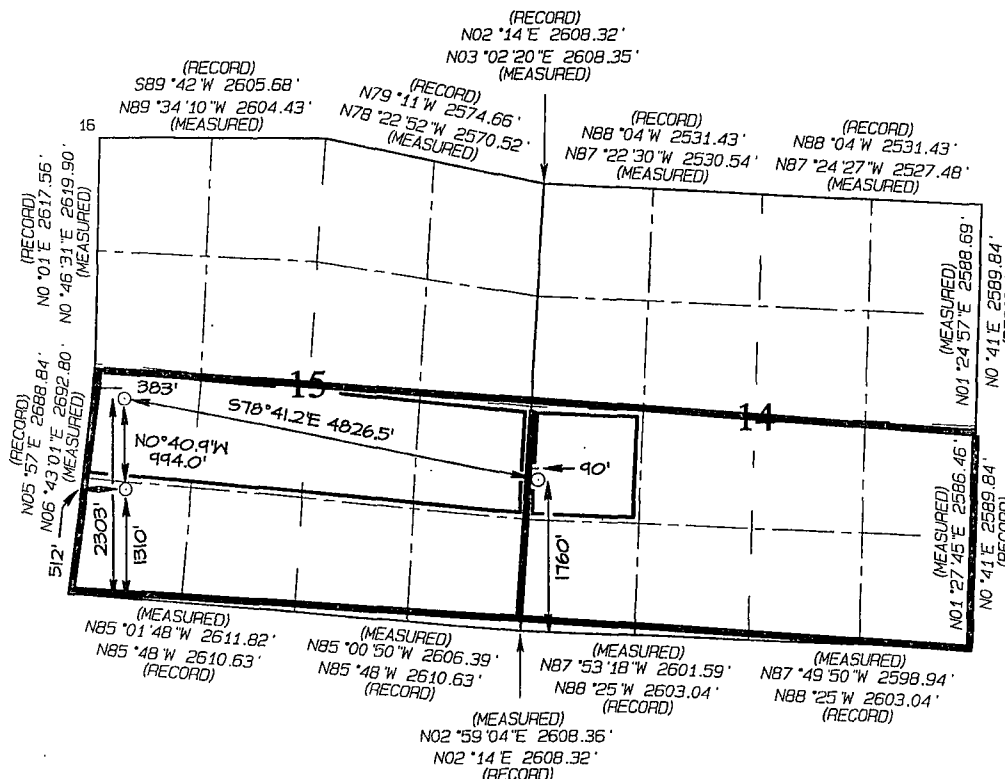 (RECORD)
N02°14'E 2608.32'
N03°02'20"E 2608.35'
(MEASURED)
(RECORD)
S89°42'W 2605.68'
N89°34'10"W 2604.43'
(MEASURED)
(RECORD)
N79°11'W 2574.66'
N78°22'52"W 2570.52'
(MEASURED)
(RECORD)
N88°04'W 2531.43'
N87°22'30"W 2530.54'
(MEASURED)
(RECORD)
N88°04'W 2531.43'
N87°24'27"W 2527.48'
(MEASURED)
16
(RECORD)
N0°01'E 2617.56'
N0°46'31"E 2619.90'
(MEASURED)
(MEASURED)
N01°24'57"E 2588.69'
N0°41'E 2589.84'
15
14
383'
S78°41.2'E 4826.5'
N0°40.9'W
994.0'
90'
(RECORD)
N05°57'E 2688.84'
N06°43'01"E 2692.80'
(MEASURED)
512'
2303'
1310'
1760'
(MEASURED)
N01°27'45"E 2586.46'
N0°41'E 2589.84'
(RECORD)
(MEASURED)
N85°01'48"W 2611.82'
N85°48'W 2610.63'
(RECORD)
(MEASURED)
N85°00'50"W 2606.39'
N85°48'W 2610.63'
(RECORD)
(MEASURED)
N87°53'18"W 2601.59'
N88°25'W 2603.04'
(RECORD)
(MEASURED)
N87°49'50"W 2598.94'
N88°25'W 2603.04'
(RECORD)
(MEASURED)
N02°59'04"E 2608.36'
N02°14'E 2608.32'
(RECORD)